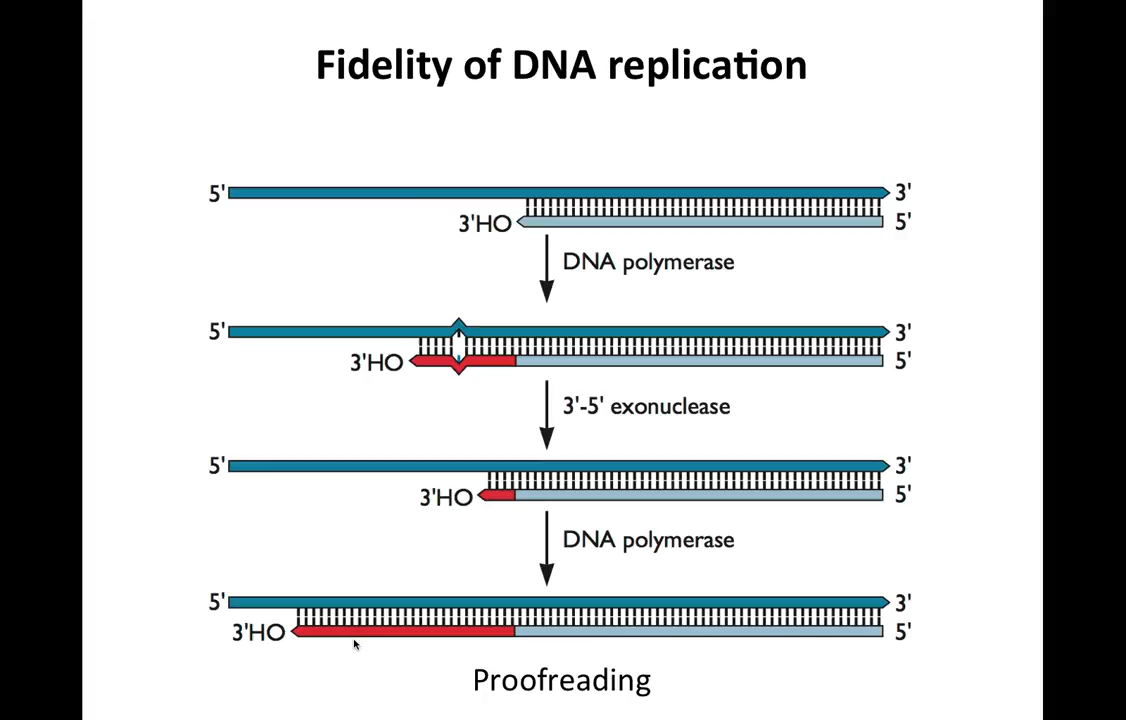 Fidelity of DNA replication
5' 3'
3'HO 5'
DNA polymerase
5' 3'
3'HO 5'
3'-5' exonuclease
5' 3'
3'HO 5'
DNA polymerase
5' 3'
3'HO 5'
Proofreading